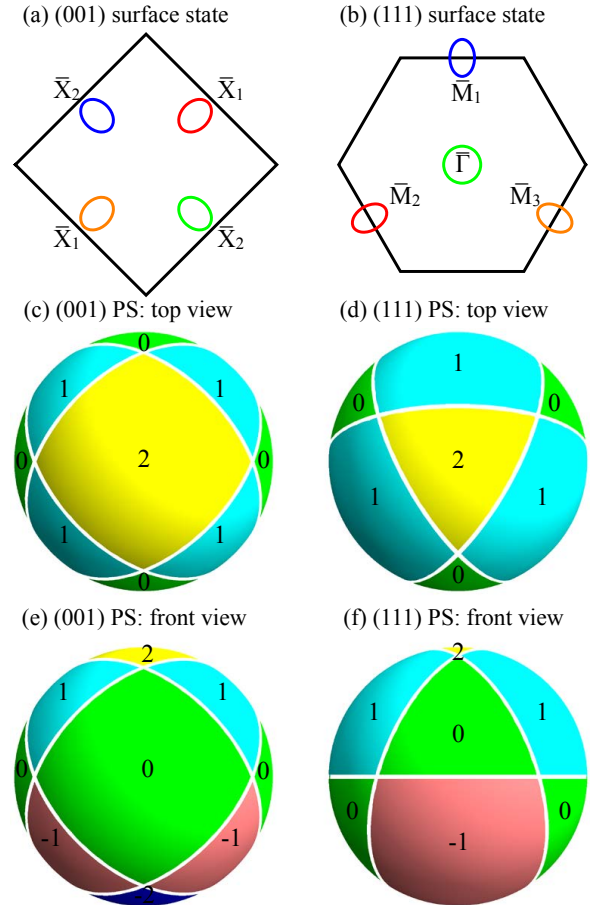 (a) (001) surface state
(b) (111) surface state
X̄₂
X̄₁
X̄₁
X̄₂
M̄₁
Γ̄
M̄₂
M̄₃
(c) (001) PS: top view
(d) (111) PS: top view
0
1
1
0
2
0
1
1
0
1
0
0
2
1
1
0
(e) (001) PS: front view
(f) (111) PS: front view
2
1
1
0
0
0
-1
-1
-2
2
1
1
0
0
0
-1